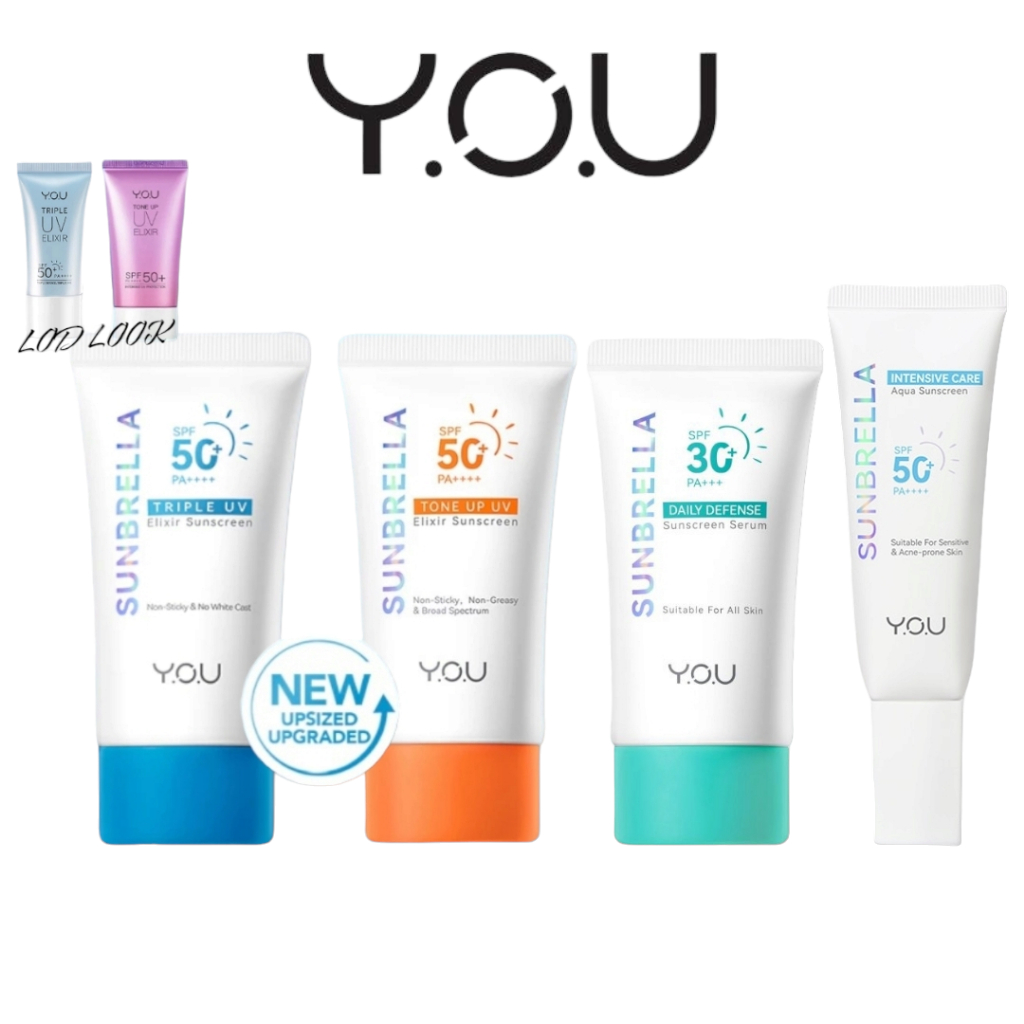 Y.O.U
Y.O.U
TRIPLE
UV
ELIXIR
SPF
50+
Y.O.U
TONE UP
UV
ELIXIR
SPF 50+
LOD LOOK
SUNBRELLA
SPF
50+
PA++++
TRIPLE UV
Elixir Sunscreen
Non-Sticky & No White Cast
Y.O.U
SUNBRELLA
SPF
50+
PA++++
TONE UP UV
Elixir Sunscreen
Non-Sticky, Non-Greasy
& Broad Spectrum
Y.O.U
NEW
UPSIZED
UPGRADED
SUNBRELLA
SPF
30+
PA+++
DAILY DEFENSE
Sunscreen Serum
Suitable For All Skin
Y.O.U
SUNBRELLA
INTENSIVE CARE
Aqua Sunscreen
SPF
50+
PA++++
Suitable For Sensitive
& Acne-prone Skin
Y.O.U